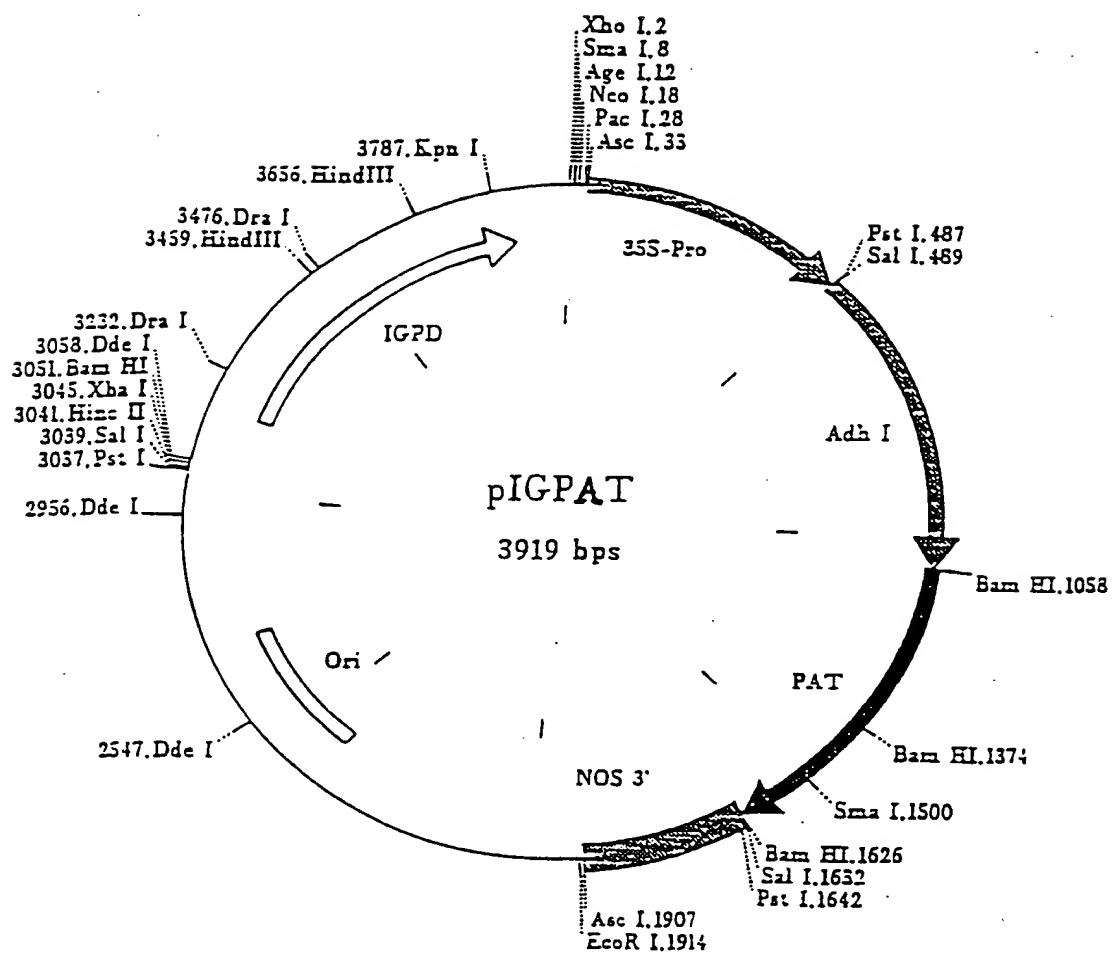 Xho I.2
Sma I.8
Age I.12
Nco I.18
Pac I.28
Asc I.33
3787.Kpn I
3656.HindIII
3476.Dra I
3459.HindIII
35S-Pro
Pst I.487
Sal I.489
IGPD
3232.Dra I
3058.Dde I
3051.Bam HI
3045.Xba I
3041.Hinc II
3039.Sal I
3037.Pst I
2956.Dde I
Adh I
pIGPAT
3919 bps
Bam HI.1058
Ori
PAT
2547.Dde I
Bam HI.1374
NOS 3'
Sma I.1500
Bam HI.1626
Sal I.1632
Pst I.1642
Asc I.1907
EcoR I.1914